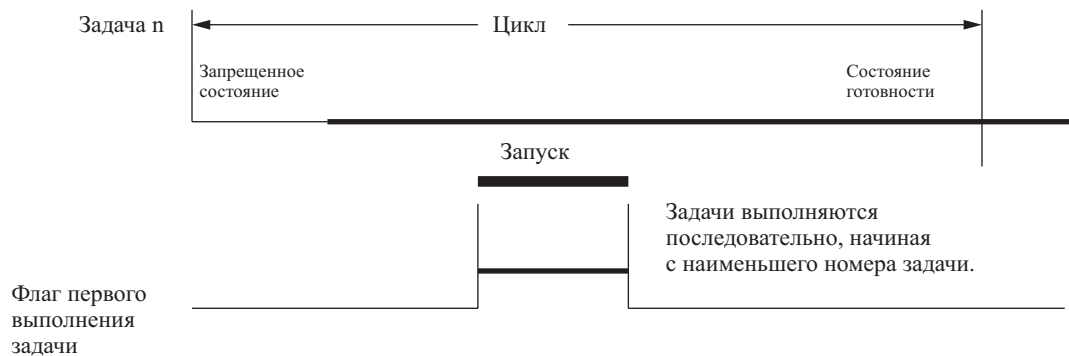 Задача n
Цикл
Запрещенное
состояние
Состояние
готовности
Запуск
Задачи выполняются
последовательно, начиная
с наименьшего номера задачи.
Флаг первого
выполнения
задачи